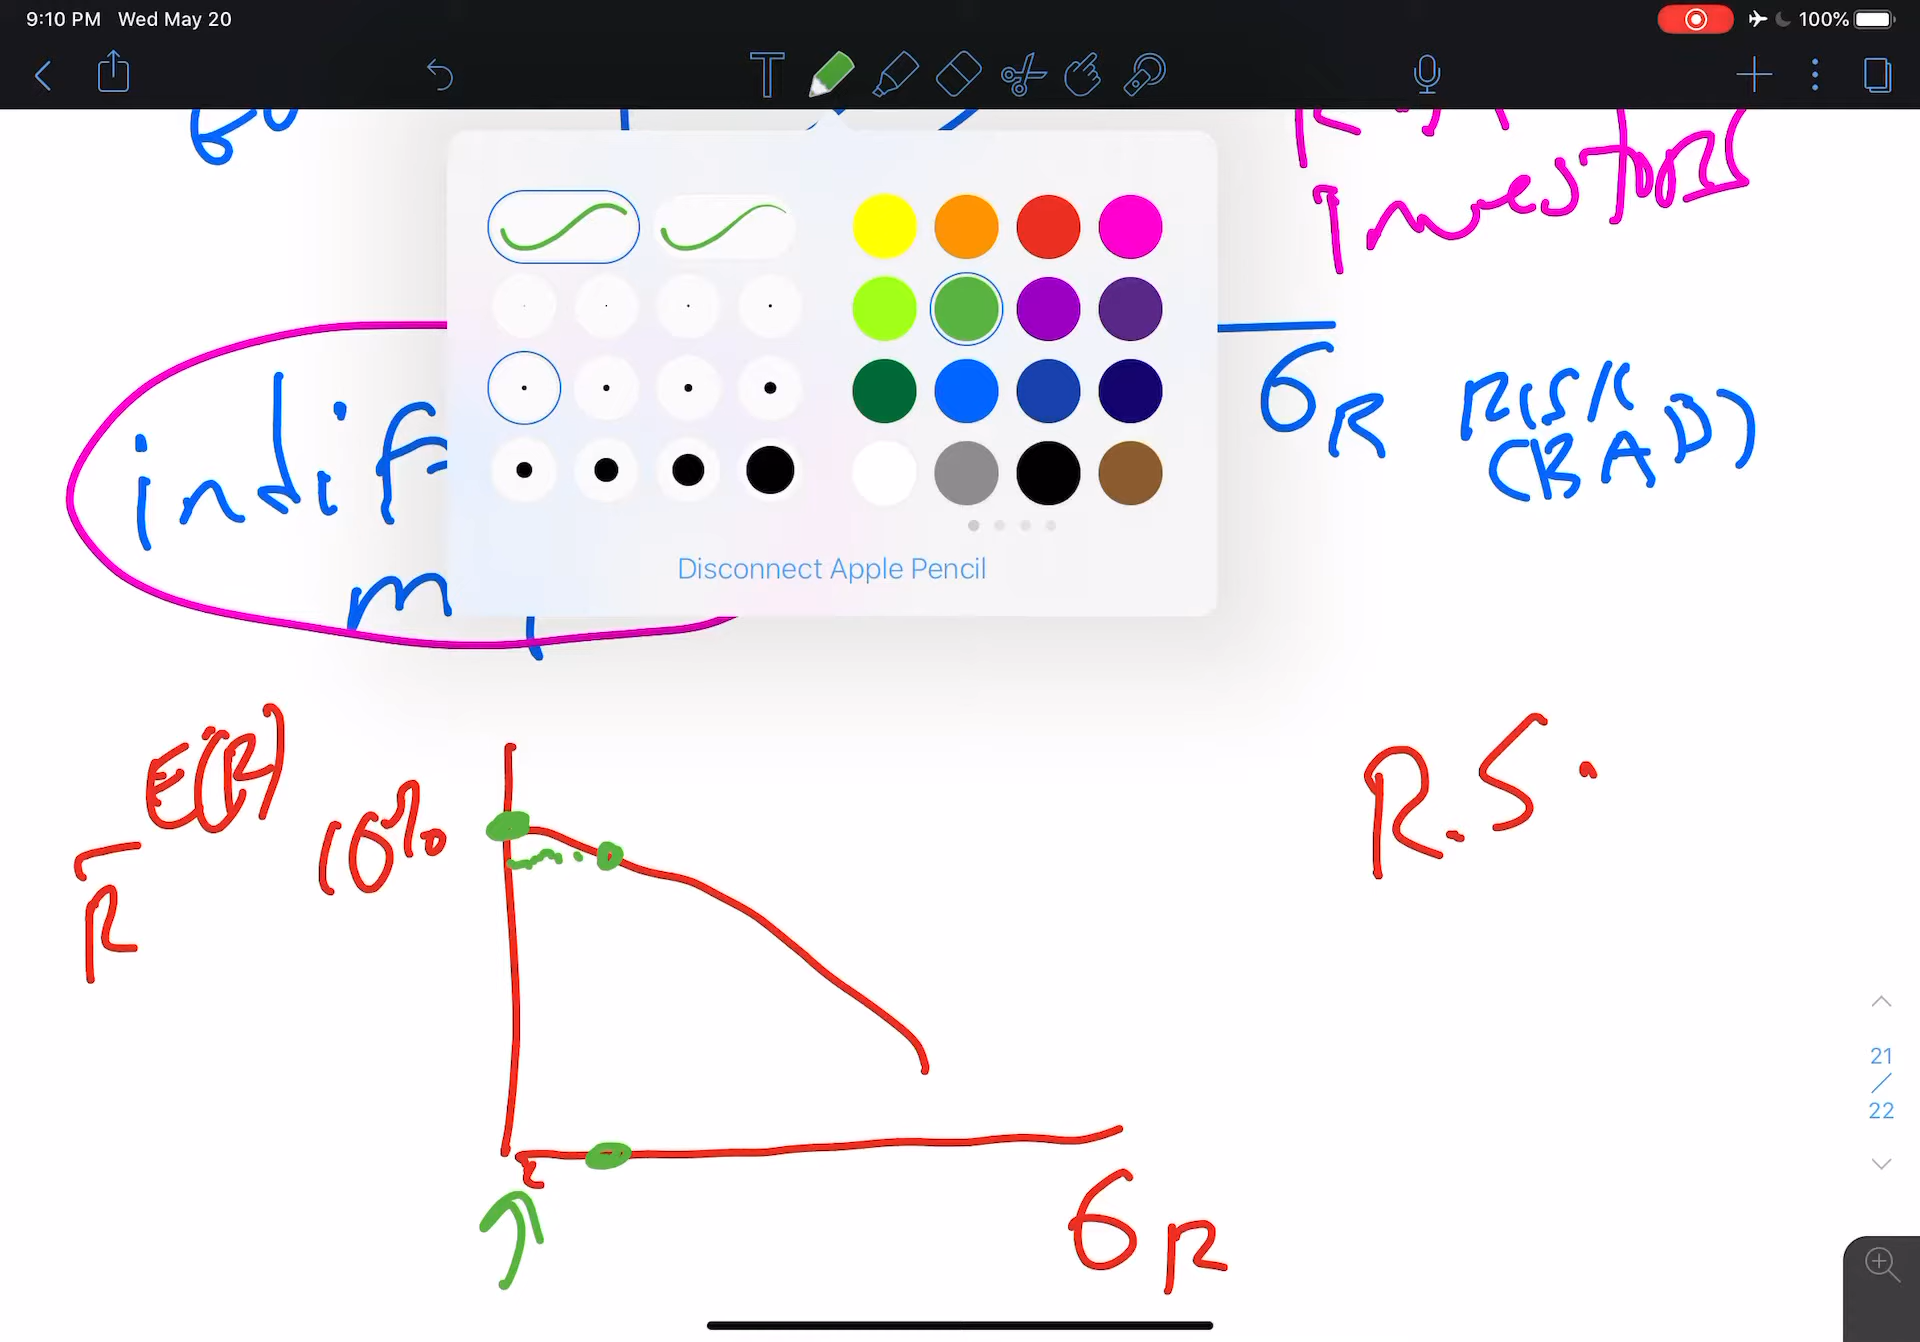 9:10 PM Wed May 20
100%
T
Investors
indif
σR RISK
(BAD)
m
Disconnect Apple Pencil
E(R)
R
10%
R.S.
21
/
22
σR